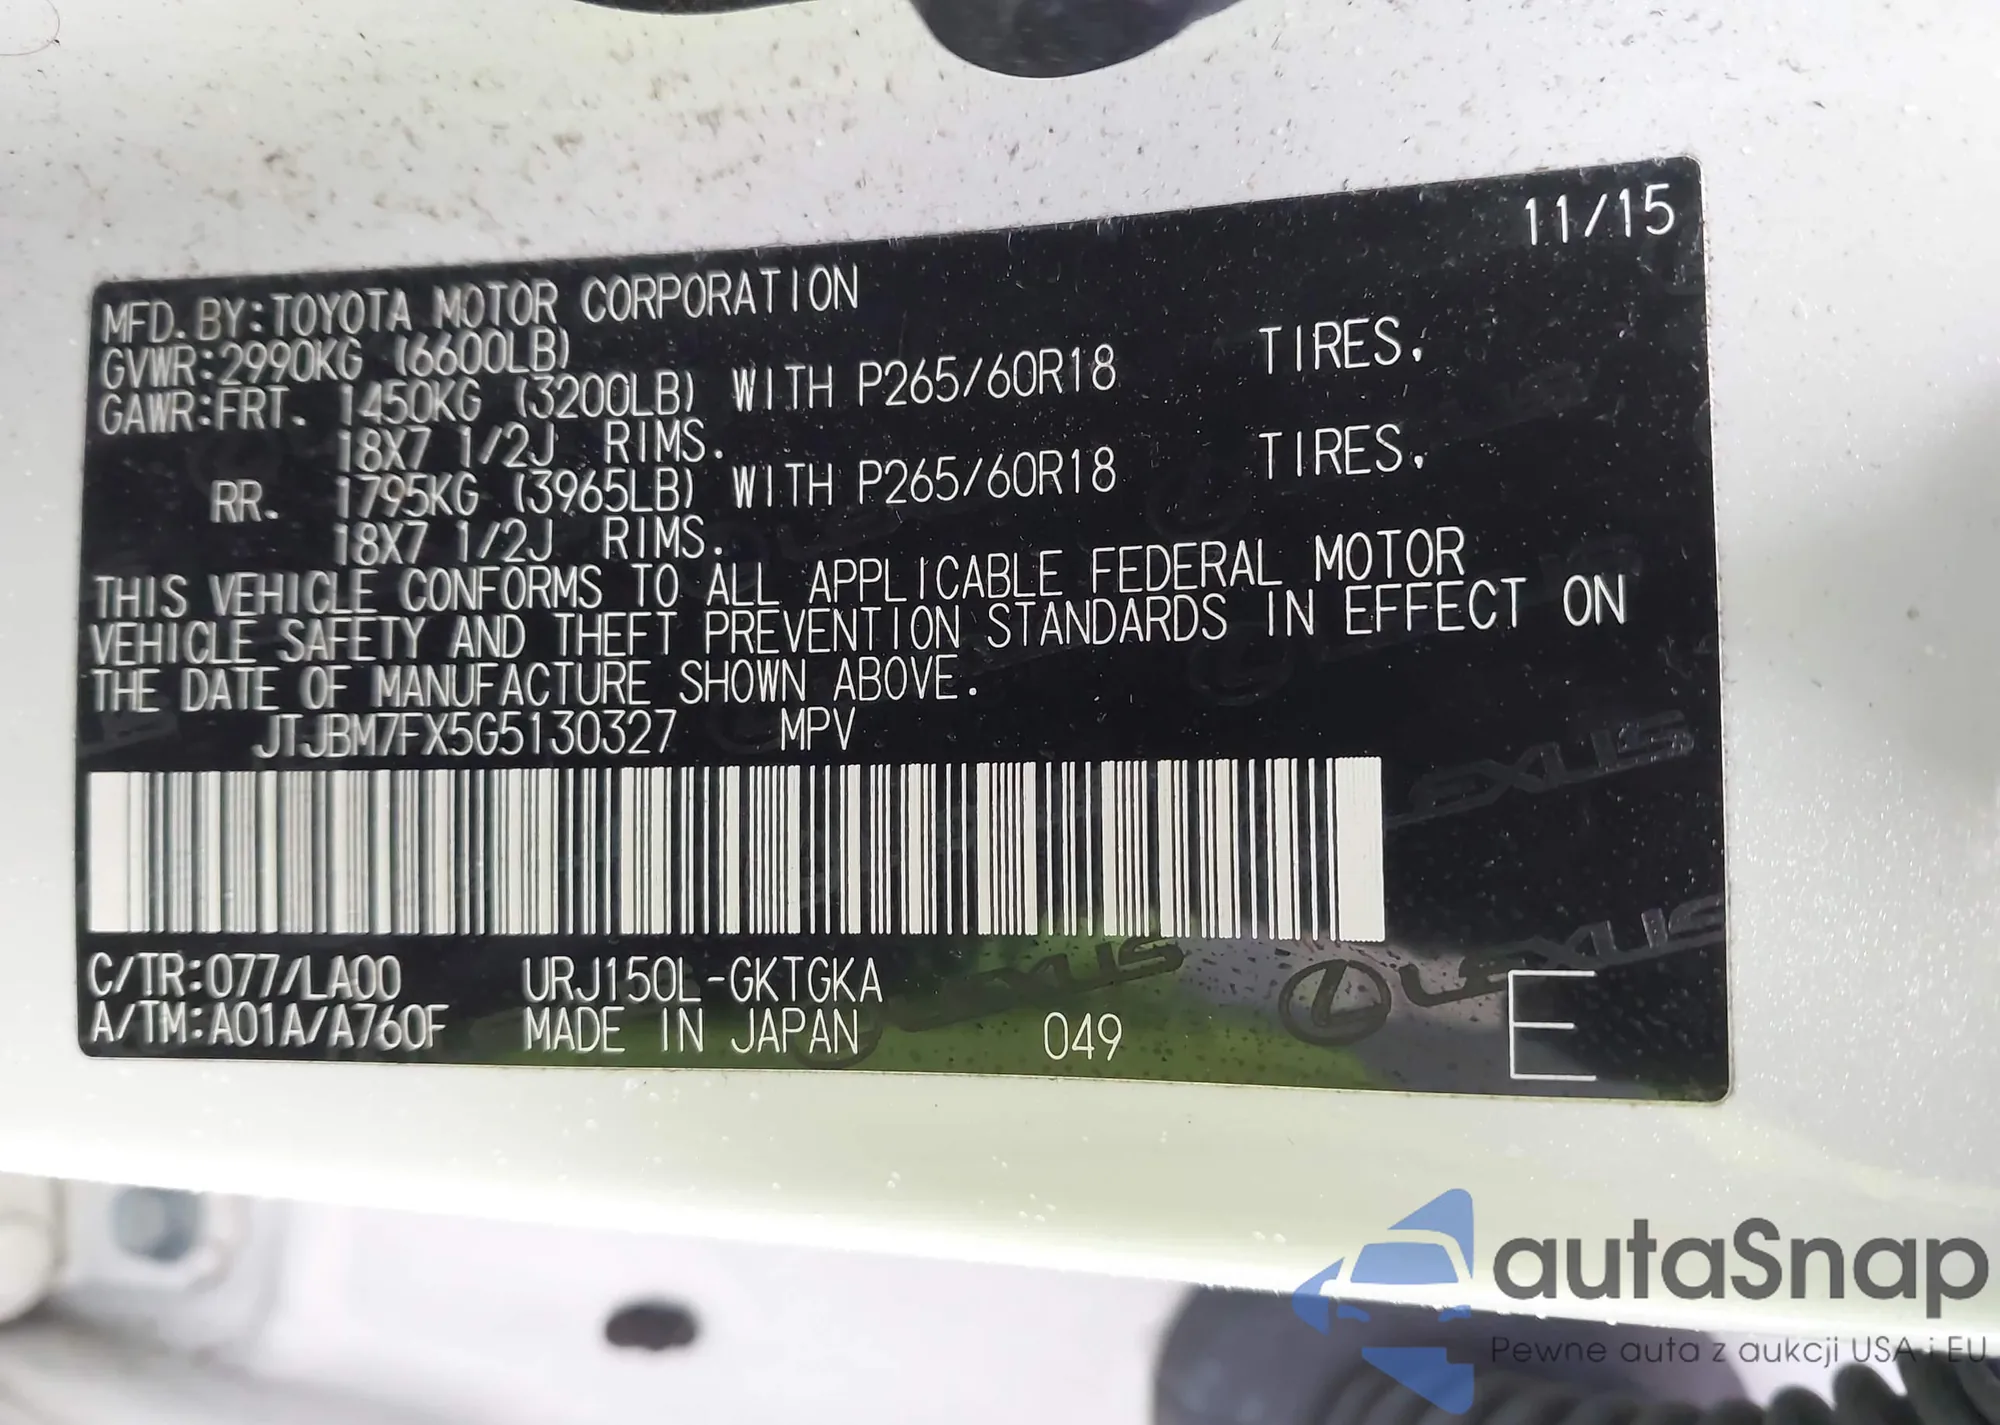 11/15
MFD.BY:TOYOTA MOTOR CORPORATION
GVWR:2990KG (6600LB)
GAWR:FRT. 1450KG (3200LB) WITH P265/60R18 TIRES,
18X7 1/2J RIMS.
RR. 1795KG (3965LB) WITH P265/60R18 TIRES,
18X7 1/2J RIMS.
THIS VEHICLE CONFORMS TO ALL APPLICABLE FEDERAL MOTOR
VEHICLE SAFETY AND THEFT PREVENTION STANDARDS IN EFFECT ON
THE DATE OF MANUFACTURE SHOWN ABOVE.
JTJBM7FX5G5130327 MPV
LEXUS
C/TR:077/LA00 URJ150L-GKTGKA
LEXUS
LEXUS
A/TM:A01A/A760F MADE IN JAPAN 049 E
autaSnap
Pewne auta z aukcji USA i EU